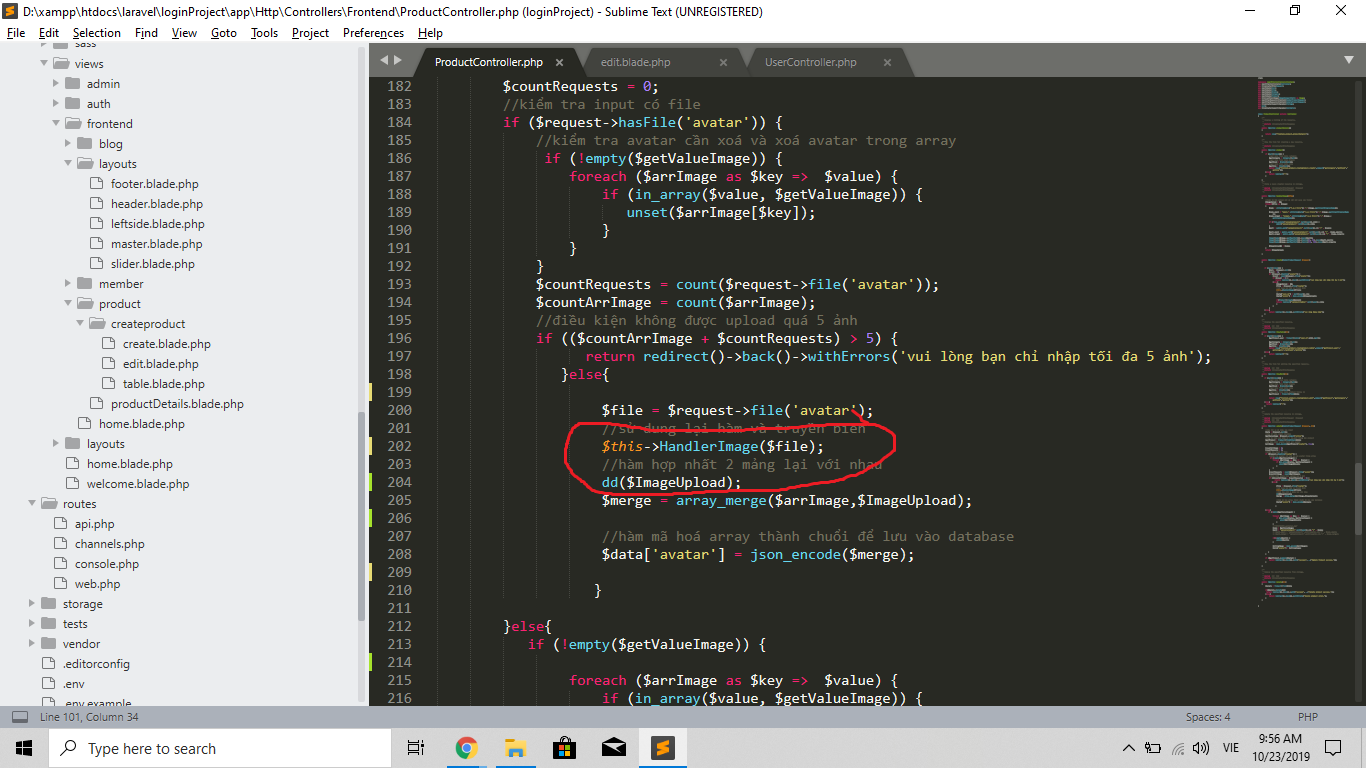 D:\xampp\htdocs\laravel\loginProject\app\Http\Controllers\Frontend\ProductController.php (loginProject) - Sublime Text (UNREGISTERED)
File Edit Selection Find View Goto Tools Project Preferences Help
sass
views
admin
auth
frontend
blog
layouts
footer.blade.php
header.blade.php
leftside.blade.php
master.blade.php
slider.blade.php
member
product
createproduct
create.blade.php
edit.blade.php
table.blade.php
productDetails.blade.php
home.blade.php
layouts
home.blade.php
welcome.blade.php
routes
api.php
channels.php
console.php
web.php
storage
tests
vendor
.editorconfig
.env
.env.example
ProductController.php edit.blade.php UserController.php
182 $countRequests = 0;
183 //kiểm tra input có file
184 if ($request->hasFile('avatar')) {
185 //kiểm tra avatar cần xoá và xoá avatar trong array
186 if (!empty($getValueImage)) {
187 foreach ($arrImage as $key => $value) {
188 if (in_array($value, $getValueImage)) {
189 unset($arrImage[$key]);
190 }
191 }
192 }
193 $countRequests = count($request->file('avatar'));
194 $countArrImage = count($arrImage);
195 //điều kiện không được upload quá 5 ảnh
196 if (($countArrImage + $countRequests) > 5) {
197 return redirect()->back()->withErrors('vui lòng bạn chỉ nhập tối đa 5 ảnh');
198 }else{
199
200 $file = $request->file('avatar');
201 //sử dụng lại hàm và truyền biến
202 $this->HandlerImage($file);
203 //hàm hợp nhất 2 mảng lại với nhau
204 dd($ImageUpload);
205 $merge = array_merge($arrImage,$ImageUpload);
206
207 //hàm mã hoá array thành chuỗi để lưu vào database
208 $data['avatar'] = json_encode($merge);
209
210 }
211
212 }else{
213 if (!empty($getValueImage)) {
214
215 foreach ($arrImage as $key => $value) {
216 if (in_array($value, $getValueImage)) {
Line 101, Column 34 Spaces: 4 PHP
Type here to search VIE 9:56 AM
10/23/2019